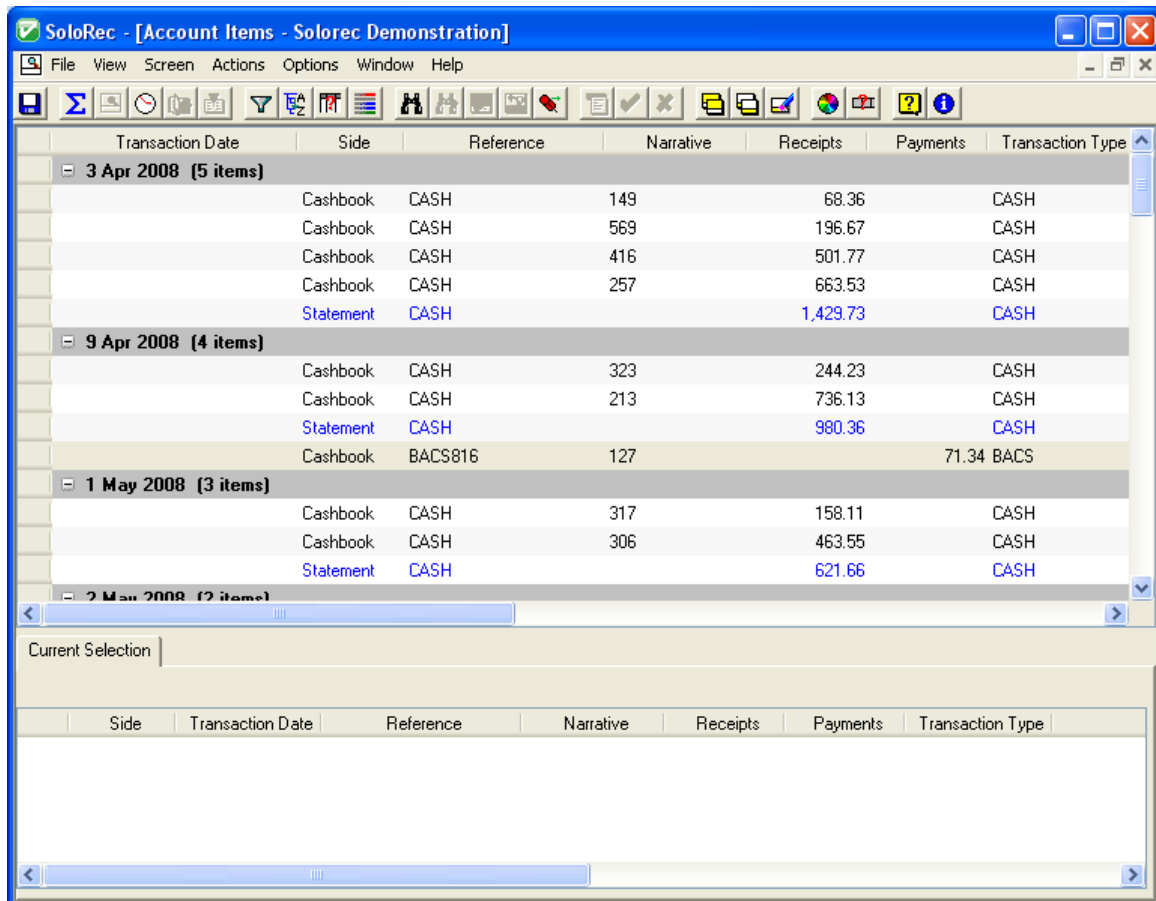 SoloRec - [Account Items - Solorec Demonstration]
File View Screen Actions Options Window Help
Transaction Date Side Reference Narrative Receipts Payments Transaction Type
3 Apr 2008 (5 items)
Cashbook CASH 149 68.36 CASH
Cashbook CASH 569 196.67 CASH
Cashbook CASH 416 501.77 CASH
Cashbook CASH 257 663.53 CASH
Statement CASH 1,429.73 CASH
9 Apr 2008 (4 items)
Cashbook CASH 323 244.23 CASH
Cashbook CASH 213 736.13 CASH
Statement CASH 980.36 CASH
Cashbook BACS816 127 71.34 BACS
1 May 2008 (3 items)
Cashbook CASH 317 158.11 CASH
Cashbook CASH 306 463.55 CASH
Statement CASH 621.66 CASH
2 May 2008 (2 items)
Current Selection
Side Transaction Date Reference Narrative Receipts Payments Transaction Type